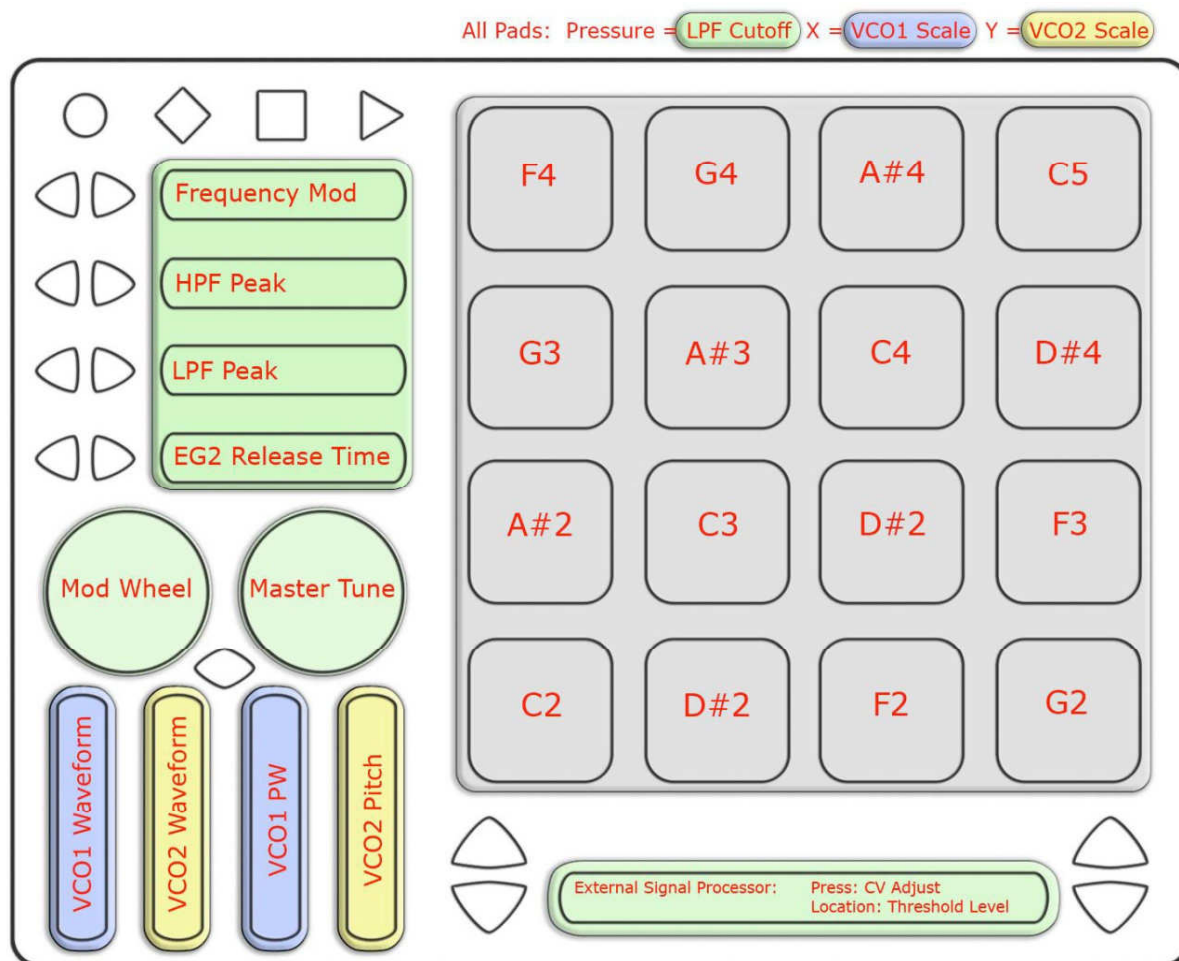 All Pads: Pressure = LPF Cutoff X = VCO1 Scale Y = VCO2 Scale
Frequency Mod
HPF Peak
LPF Peak
EG2 Release Time
Mod Wheel
Master Tune
VCO1 Waveform
VCO2 Waveform
VCO1 PW
VCO2 Pitch
F4 G4 A#4 C5
G3 A#3 C4 D#4
A#2 C3 D#2 F3
C2 D#2 F2 G2
External Signal Processor: Press: CV Adjust
Location: Threshold Level